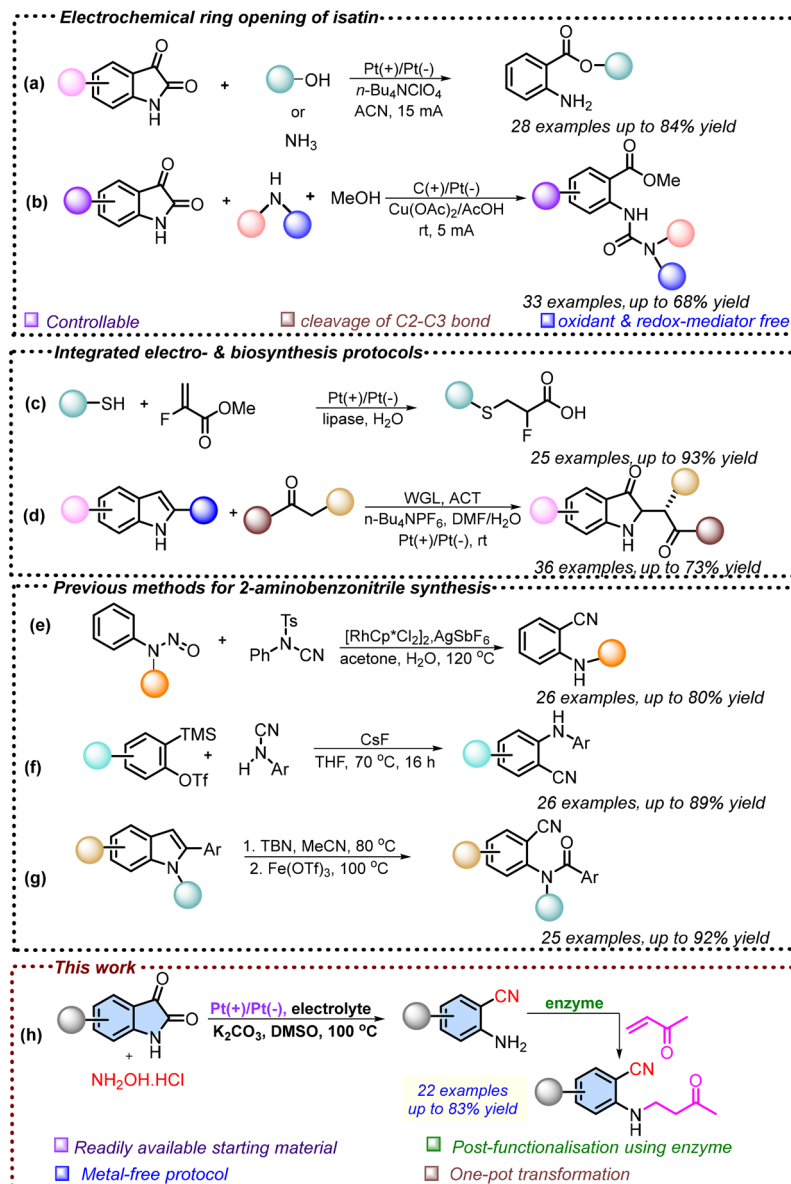 Electrochemical ring opening of isatin
(a)
O
O
N
H
+
OH
or
NH3
Pt(+)/Pt(-)
n-Bu4NClO4
ACN, 15 mA
O
O
NH2
28 examples up to 84% yield
(b)
O
O
N
H
+
H
N
+
MeOH
C(+)/Pt(-)
Cu(OAc)2/AcOH
rt, 5 mA
O
OMe
NH
O
N
33 examples, up to 68% yield
Controllable
cleavage of C2-C3 bond
oxidant & redox-mediator free
Integrated electro- & biosynthesis protocols
(c)
SH
+
F
OMe
O
Pt(+)/Pt(-)
lipase, H2O
S
O
OH
F
25 examples, up to 93% yield
(d)
N
H
+
O
WGL, ACT
n-Bu4NPF6, DMF/H2O
Pt(+)/Pt(-), rt
O
N
H
O
36 examples, up to 73% yield
Previous methods for 2-aminobenzonitrile synthesis
(e)
N
N
O
+
Ts
Ph
N
CN
[RhCp*Cl2]2,AgSbF6
acetone, H2O, 120 oC
CN
N
H
26 examples, up to 80% yield
(f)
TMS
OTf
+
CN
N
H
Ar
CsF
THF, 70 oC, 16 h
H
N
Ar
CN
26 examples, up to 89% yield
(g)
N
Ar
1. TBN, MeCN, 80 oC
2. Fe(OTf)3, 100 oC
CN
O
N
Ar
25 examples, up to 92% yield
This work
(h)
O
O
N
H
+
NH2OH.HCl
Pt(+)/Pt(-), electrolyte
K2CO3, DMSO, 100 oC
CN
NH2
enzyme
O
22 examples
up to 83% yield
CN
N
H
O
Readily available starting material
Post-functionalisation using enzyme
Metal-free protocol
One-pot transformation